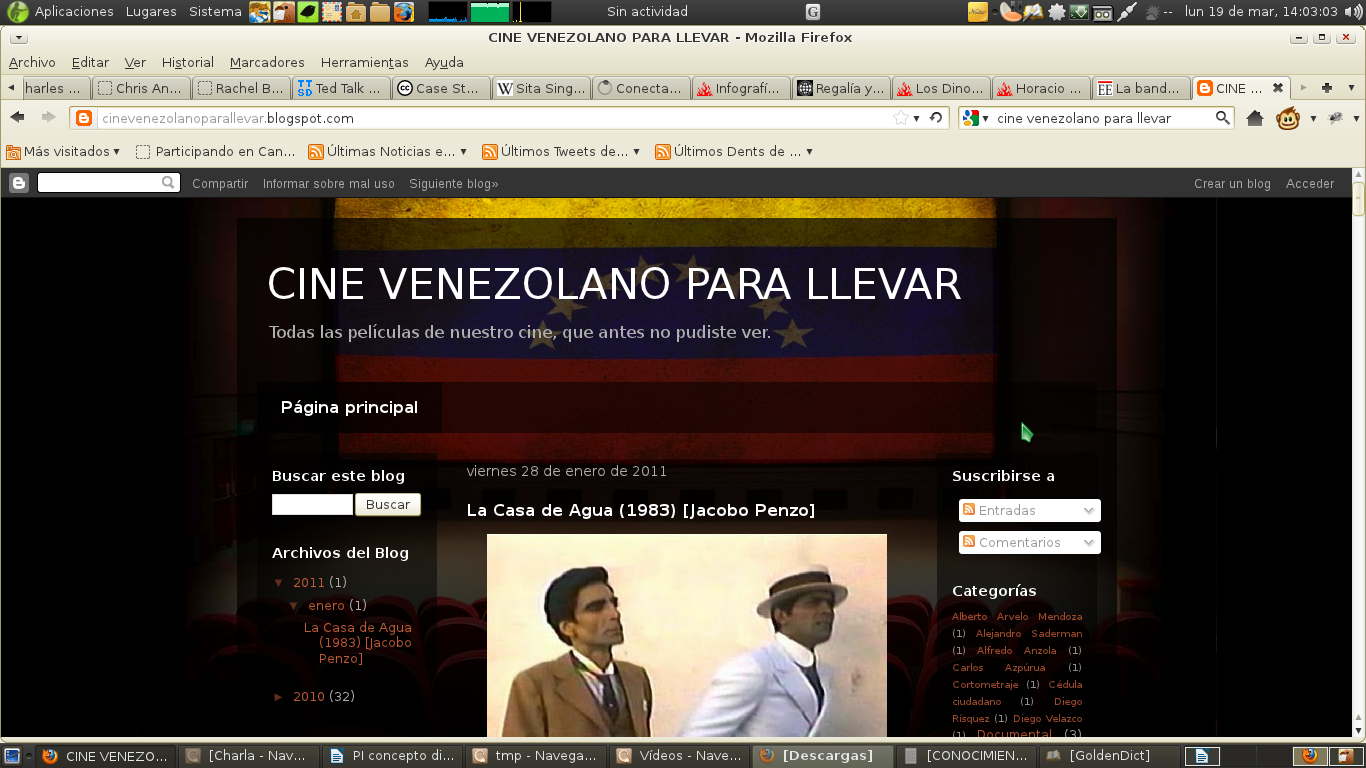 Aplicaciones Lugares Sistema Sin actividad G -- lun 19 de mar, 14:03:03
CINE VENEZOLANO PARA LLEVAR - Mozilla Firefox
Archivo Editar Ver Historial Marcadores Herramientas Ayuda
harles ... Chris An... Rachel B... TT SD Ted Talk ... cc Case St... W Sita Sing... Conecta... Infografí... Regalía y... Los Dino... Horacio ... EE La band... CINE ...
cinevenezolanoparallevar.blogspot.com cine venezolano para llevar
Más visitados Participando en Can... Últimas Noticias e... Últimos Tweets de... Últimos Dents de ...
Compartir Informar sobre mal uso Siguiente blog» Crear un blog Acceder
CINE VENEZOLANO PARA LLEVAR
Todas las películas de nuestro cine, que antes no pudiste ver.
Página principal
Buscar este blog
Buscar
Archivos del Blog
2011 (1)
enero (1)
La Casa de Agua
(1983) [Jacobo
Penzo]
2010 (32)
viernes 28 de enero de 2011
La Casa de Agua (1983) [Jacobo Penzo]
Suscribirse a
Entradas
Comentarios
Categorías
Alberto Arvelo Mendoza
(1) Alejandro Saderman
(1) Alfredo Anzola (1)
Carlos Azpúrua (1)
Cortometraje (1) Cédula
ciudadano (1) Diego
Risquez (1) Diego Velazco
(1) Documental (3)
CINE VENEZO... [Charla - Nav... PI concepto di... tmp - Navega... Vídeos - Nave... [Descargas] [CONOCIMIEN... [GoldenDict]